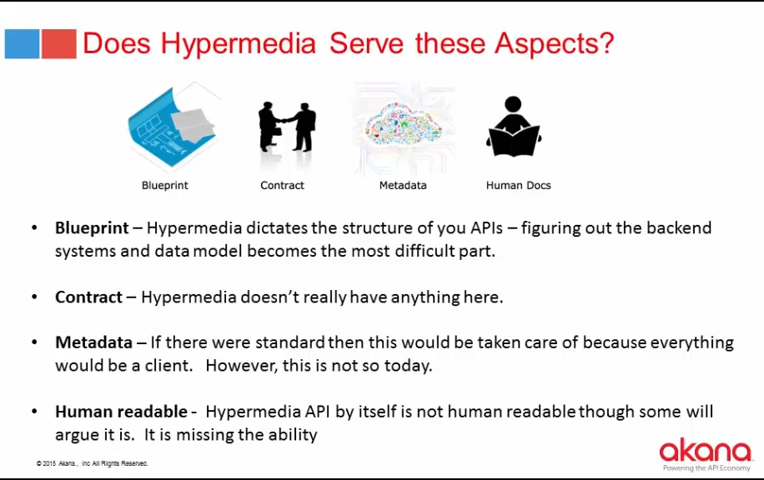 Does Hypermedia Serve these Aspects?
Blueprint
Contract
Metadata
Human Docs
• Blueprint – Hypermedia dictates the structure of you APIs – figuring out the backend
systems and data model becomes the most difficult part.
• Contract – Hypermedia doesn't really have anything here.
• Metadata – If there were standard then this would be taken care of because everything
would be a client. However, this is not so today.
• Human readable - Hypermedia API by itself is not human readable though some will
argue it is. It is missing the ability
© 2015 Akana., Inc All Rights Reserved.
akana
Powering the API Economy